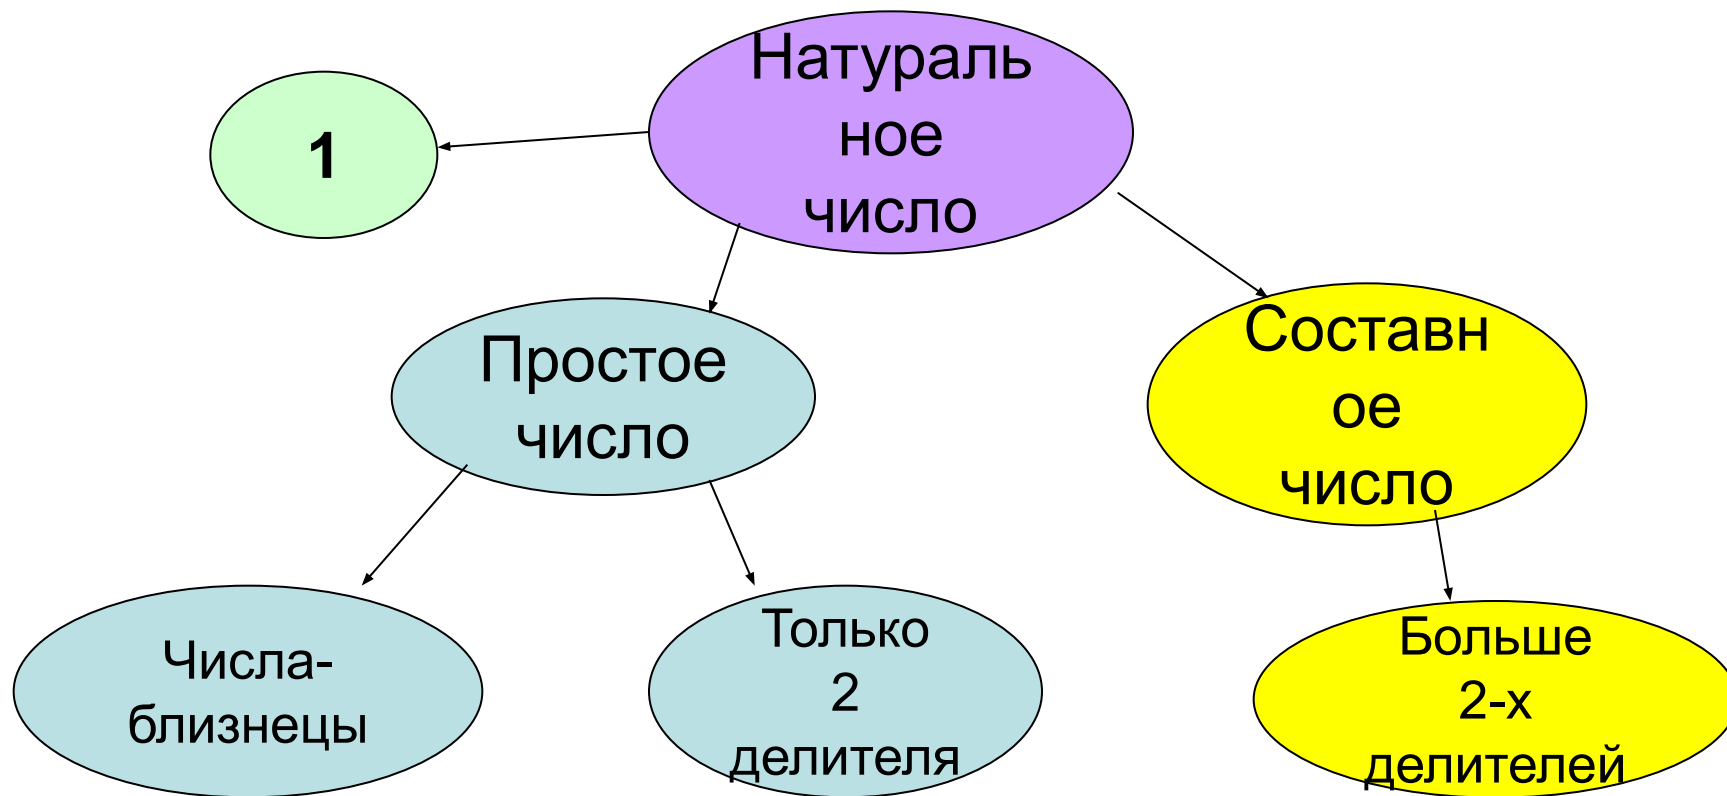 Натураль
ное
число
1
Простое
число
Составн
ое
число
Числа-
близнецы
Только
2
делителя
Больше
2-х
делителей